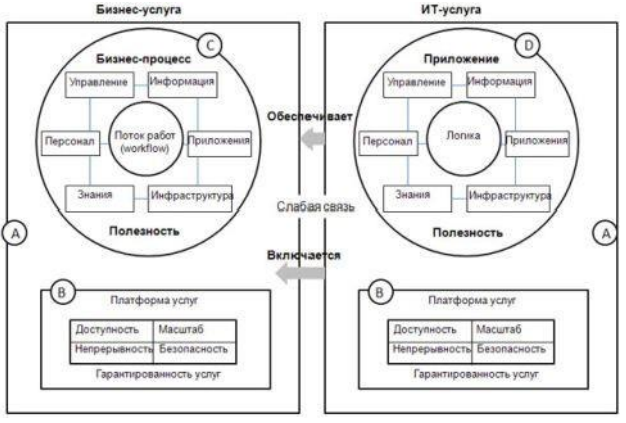 Бизнес-услуга
ИТ-услуга
C
D
Бизнес-процесс
Приложение
Управление
Информация
Управление
Информация
Обеспечивает
Персонал
Поток работ
(workflow)
Приложения
Персонал
Логика
Приложения
Знания
Инфраструктура
Знания
Инфраструктура
Слабая связь
A
Полезность
Полезность
A
Включается
B
Платформа услуг
B
Платформа услуг
Доступность
Масштаб
Доступность
Масштаб
Непрерывность
Безопасность
Непрерывность
Безопасность
Гарантированность услуг
Гарантированность услуг